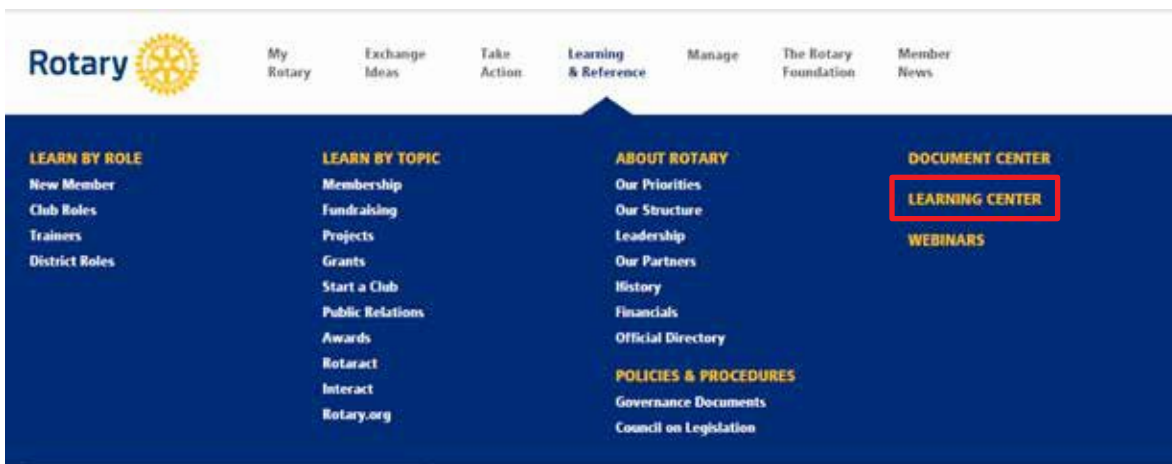 Rotary
My
Rotary
Exchange
Ideas
Take
Action
Learning
& Reference
Manage
The Rotary
Foundation
Member
News
LEARN BY ROLE
New Member
Club Roles
Trainers
District Roles
LEARN BY TOPIC
Membership
Fundraising
Projects
Grants
Start a Club
Public Relations
Awards
Rotaract
Interact
Rotary.org
ABOUT ROTARY
Our Priorities
Our Structure
Leadership
Our Partners
History
Financials
Official Directory
POLICIES & PROCEDURES
Governance Documents
Council on Legislation
DOCUMENT CENTER
LEARNING CENTER
WEBINARS